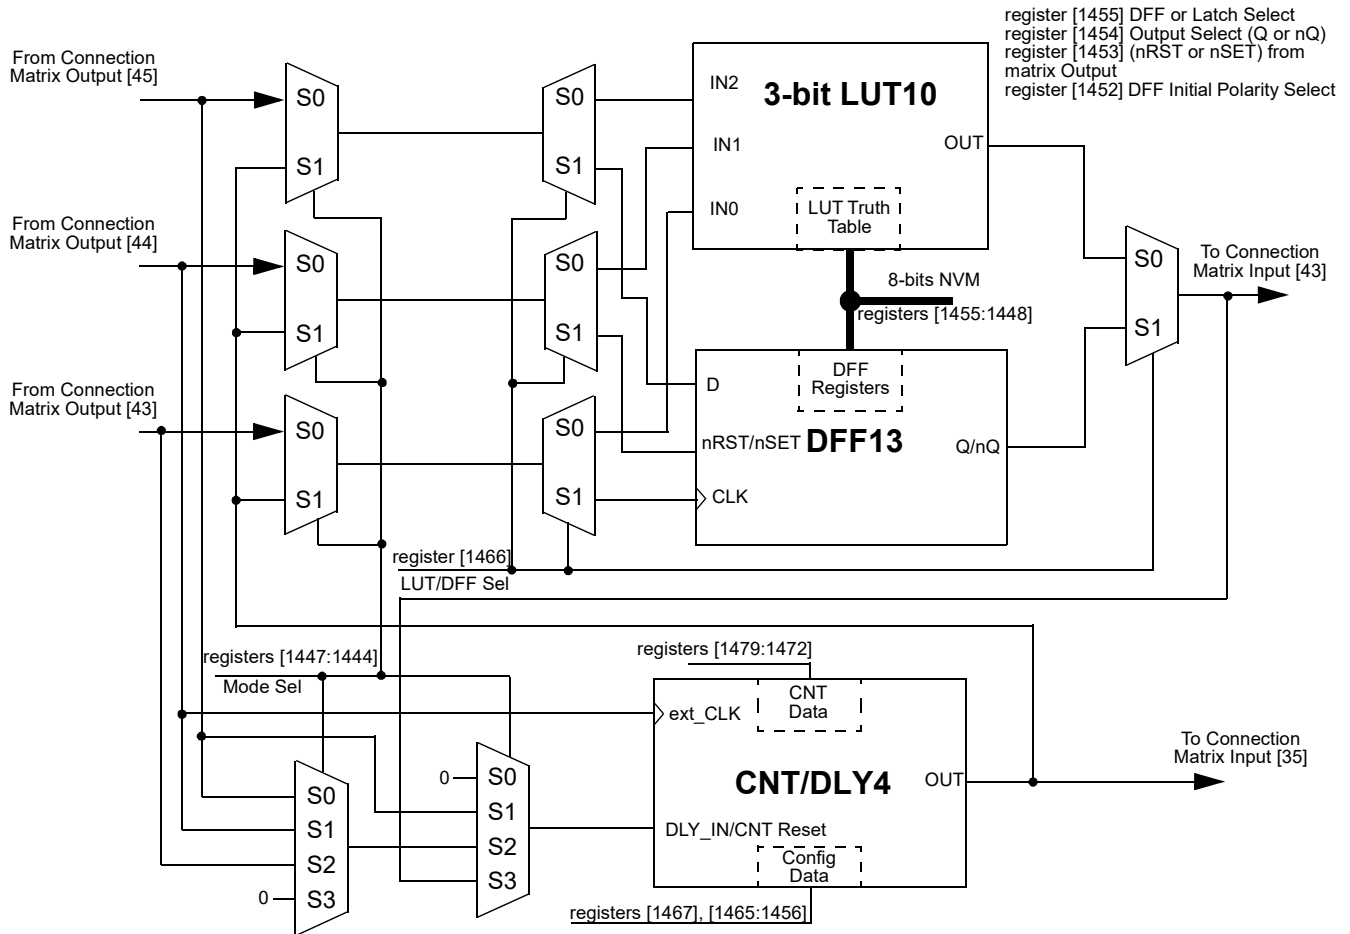 register [1455] DFF or Latch Select
register [1454] Output Select (Q or nQ)
register [1453] (nRST or nSET) from
matrix Output
register [1452] DFF Initial Polarity Select
From Connection
Matrix Output [45]
S0
S1
S0
S1
IN2
IN1
IN0
3-bit LUT10
OUT
LUT Truth
Table
From Connection
Matrix Output [44]
S0
S1
S0
S1
8-bits NVM
registers [1455:1448]
S0
S1
To Connection
Matrix Input [43]
From Connection
Matrix Output [43]
S0
S1
S0
S1
D
nRST/nSET
CLK
DFF
Registers
DFF13
Q/nQ
register [1466]
LUT/DFF Sel
registers [1447:1444]
Mode Sel
registers [1479:1472]
ext_CLK
CNT
Data
CNT/DLY4
OUT
To Connection
Matrix Input [35]
DLY_IN/CNT Reset
Config
Data
0
S0
S1
S2
S3
S0
S1
S2
0
S3
registers [1467], [1465:1456]